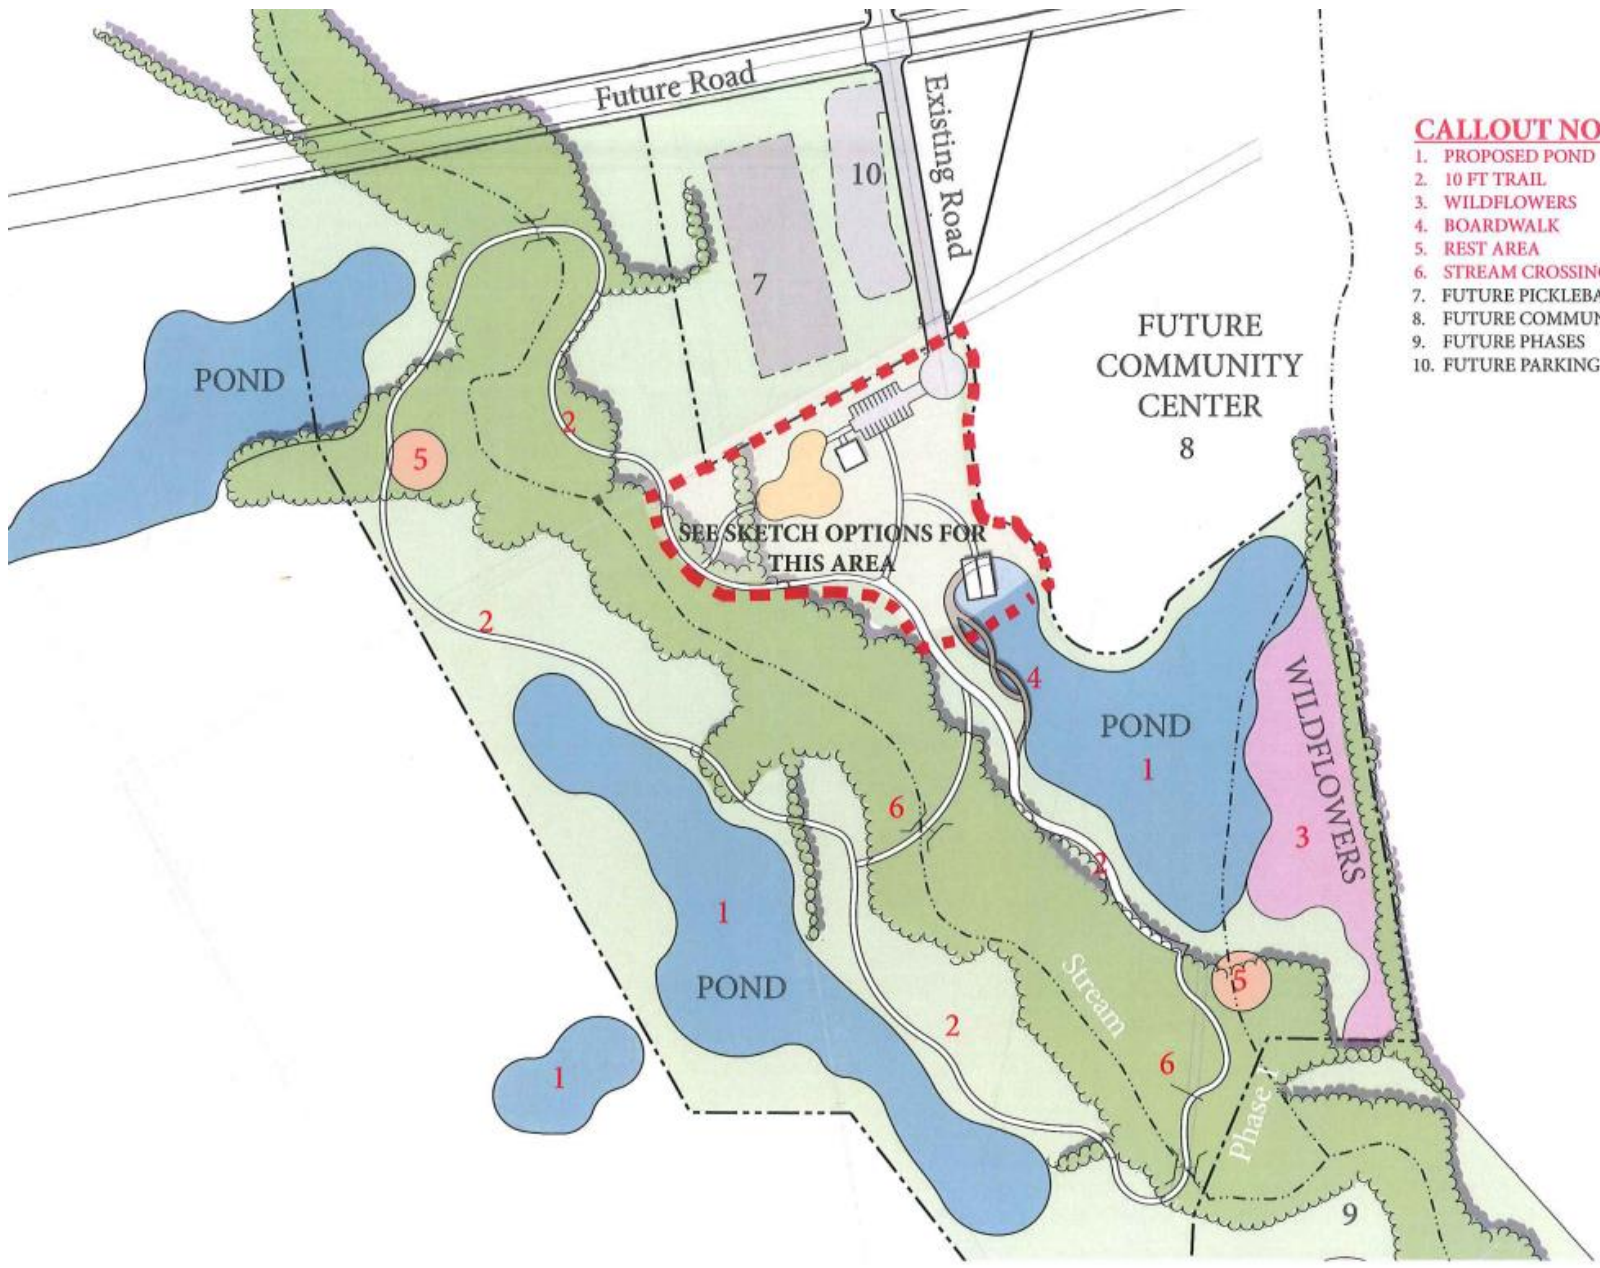 Future Road
Existing Road
10
7
CALLOUT NO
1. PROPOSED POND
2. 10 FT TRAIL
3. WILDFLOWERS
4. BOARDWALK
5. REST AREA
6. STREAM CROSSING
7. FUTURE PICKLEBA
8. FUTURE COMMUN
9. FUTURE PHASES
10. FUTURE PARKING
FUTURE
COMMUNITY
CENTER
8
POND
2
5
SEE SKETCH OPTIONS FOR
THIS AREA
2
4
POND
1
WILDFLOWERS
3
6
2
1
POND
5
Stream
2
6
1
Phase 1
9